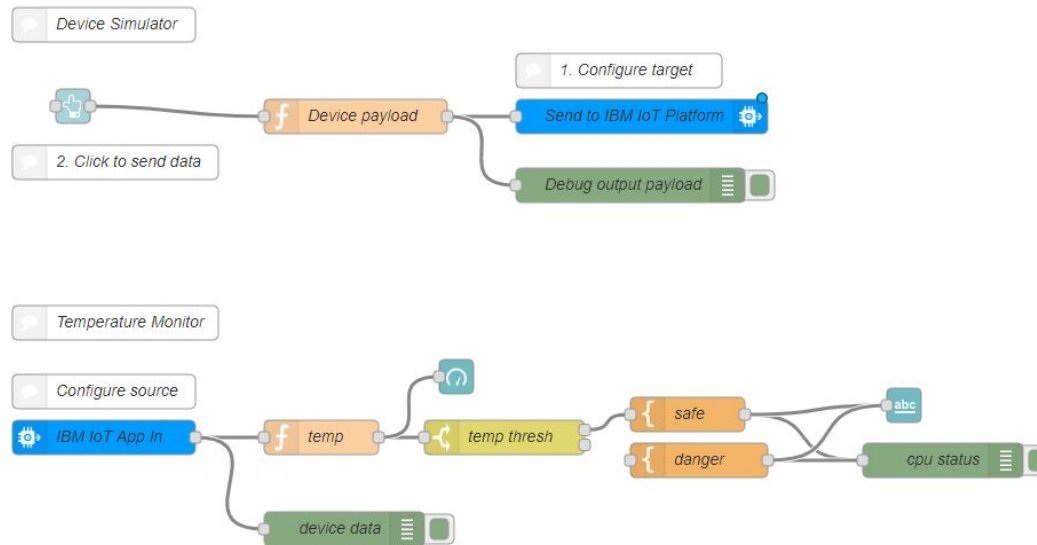 Device Simulator
1. Configure target
Device payload
Send to IBM IoT Platform
2. Click to send data
Debug output payload
Temperature Monitor
Configure source
abc
safe
IBM IoT App In
temp
temp thresh
danger
cpu status
device data